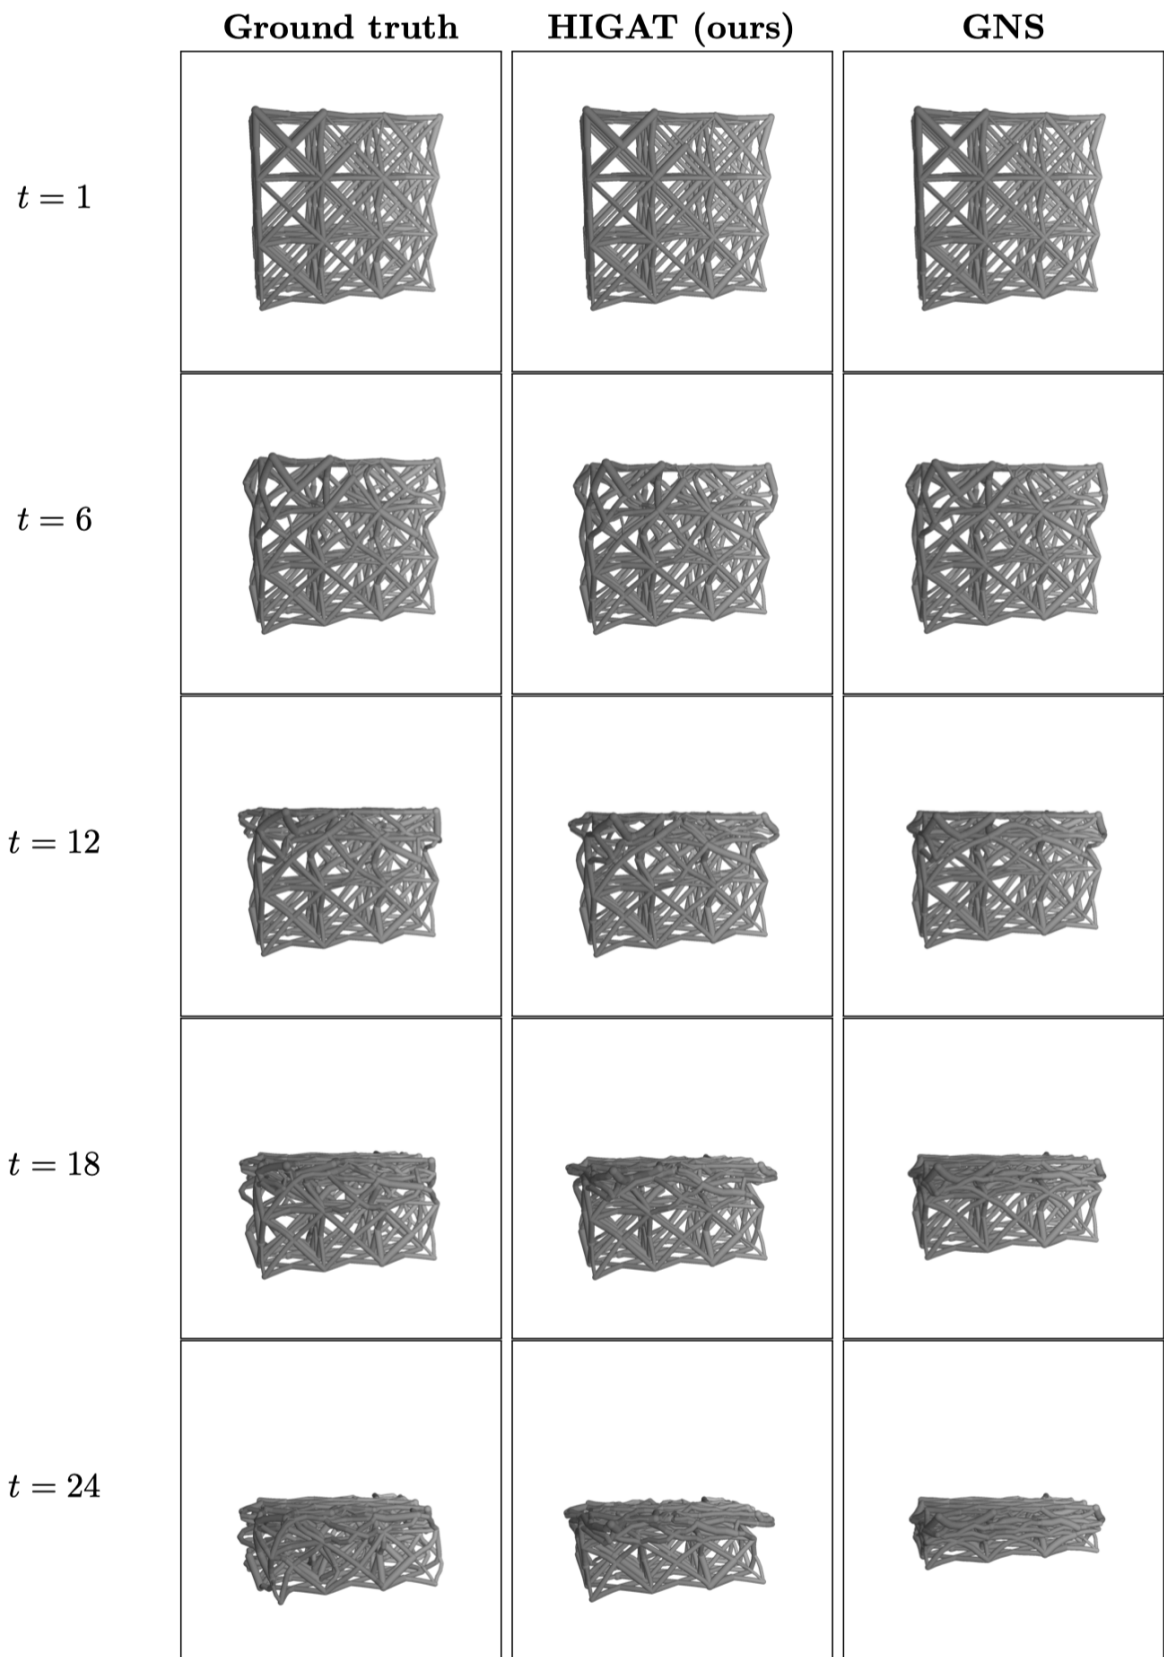 Ground truth HIGAT (ours) GNS
t = 1
t = 6
t = 12
t = 18
t = 24